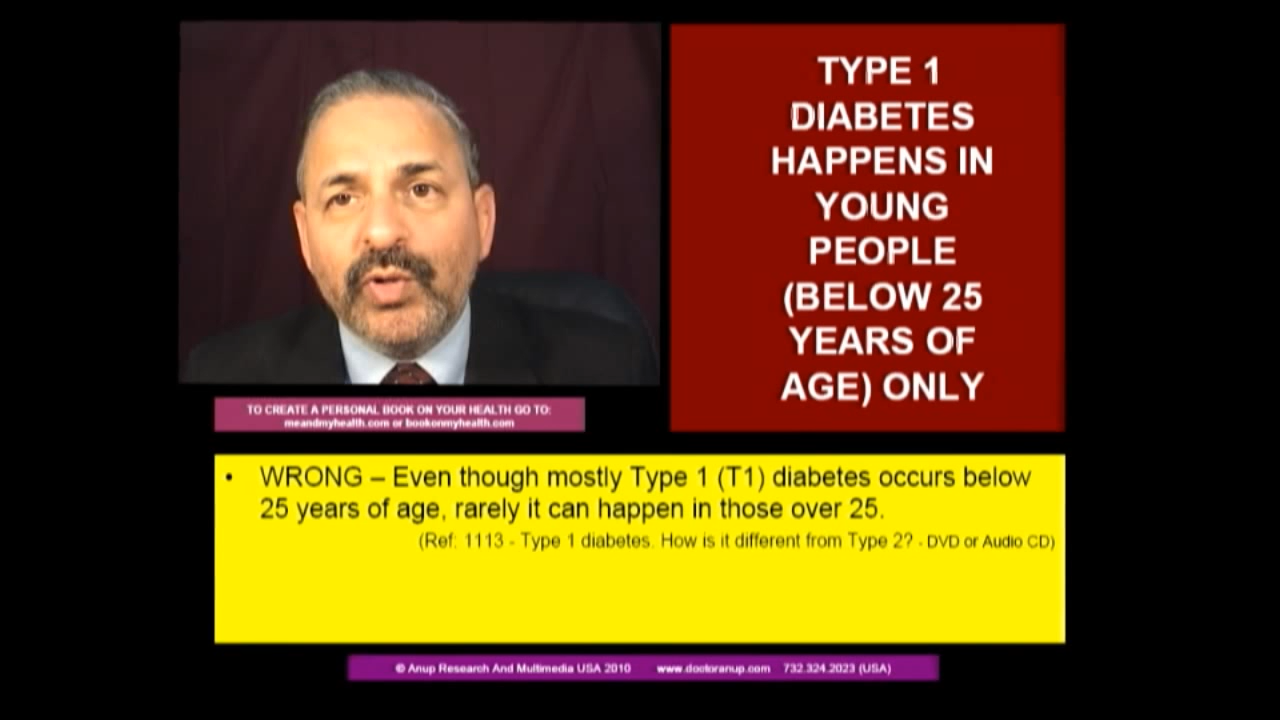 TYPE 1
DIABETES
HAPPENS IN
YOUNG
PEOPLE
(BELOW 25
YEARS OF
AGE) ONLY
TO CREATE A PERSONAL BOOK ON YOUR HEALTH GO TO:
meandmyhealth.com or bookonmyhealth.com
• WRONG – Even though mostly Type 1 (T1) diabetes occurs below
25 years of age, rarely it can happen in those over 25.
(Ref: 1113 - Type 1 diabetes. How is it different from Type 2? - DVD or Audio CD)
© Anup Research And Multimedia USA 2010 www.doctoranup.com 732.324.2023 (USA)